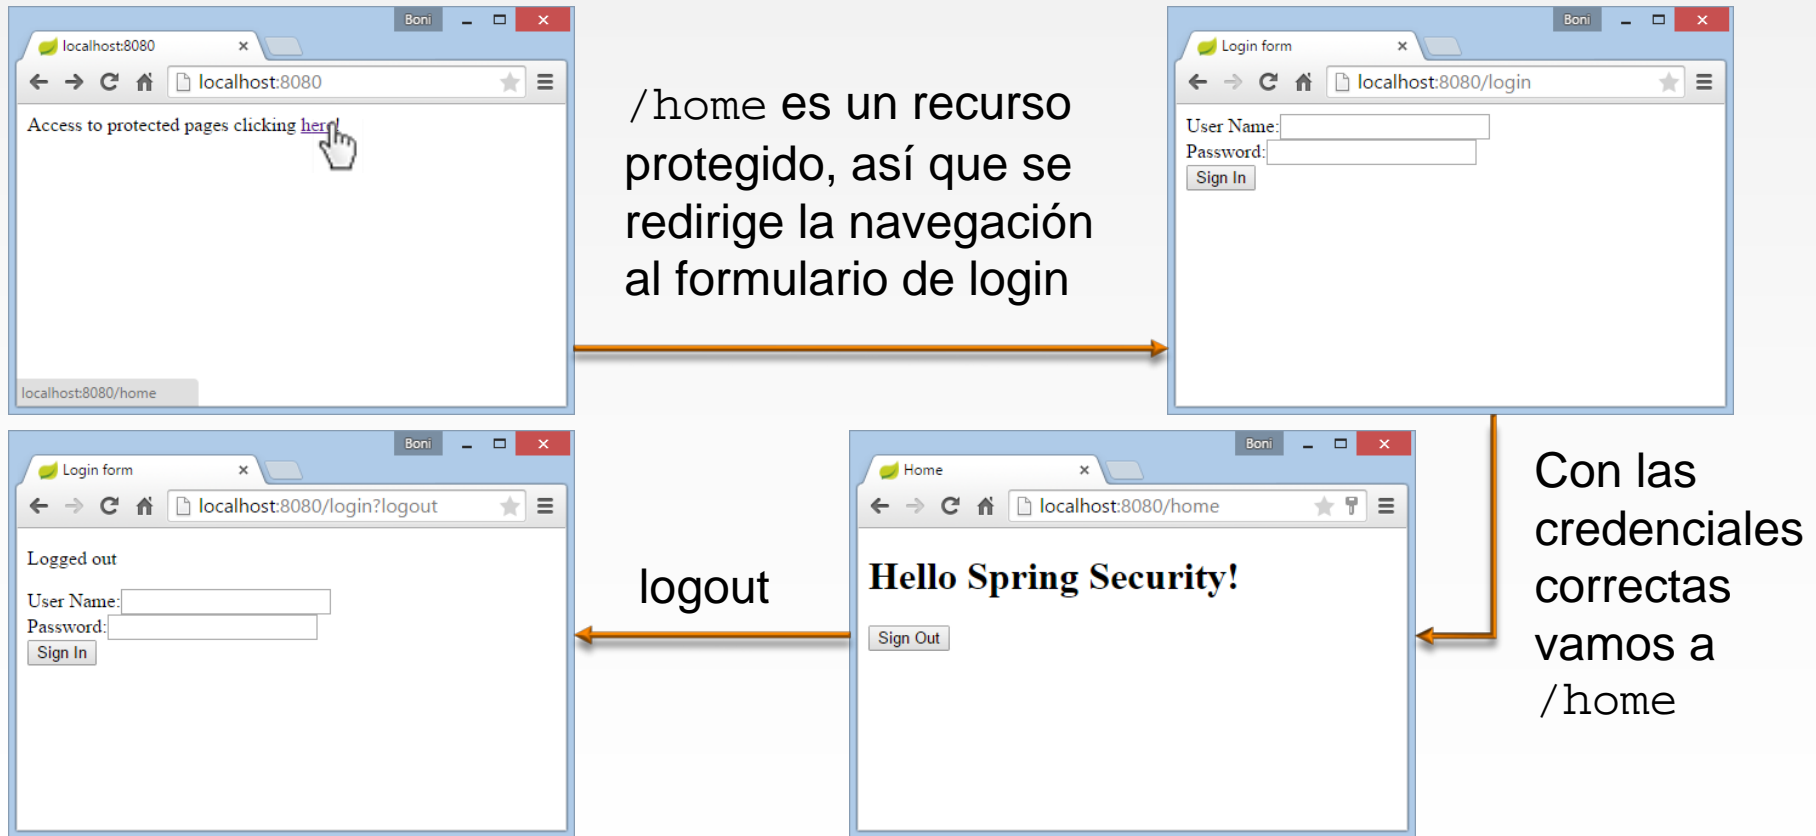 Boni
localhost:8080
localhost:8080
Access to protected pages clicking here!
localhost:8080/home
/home es un recurso
protegido, así que se
redirige la navegación
al formulario de login
Boni
Login form
localhost:8080/login
User Name:
Password:
Sign In
Boni
Login form
localhost:8080/login?logout
Logged out
User Name:
Password:
Sign In
logout
Boni
Home
localhost:8080/home
Hello Spring Security!
Sign Out
Con las
credenciales
correctas
vamos a
/home